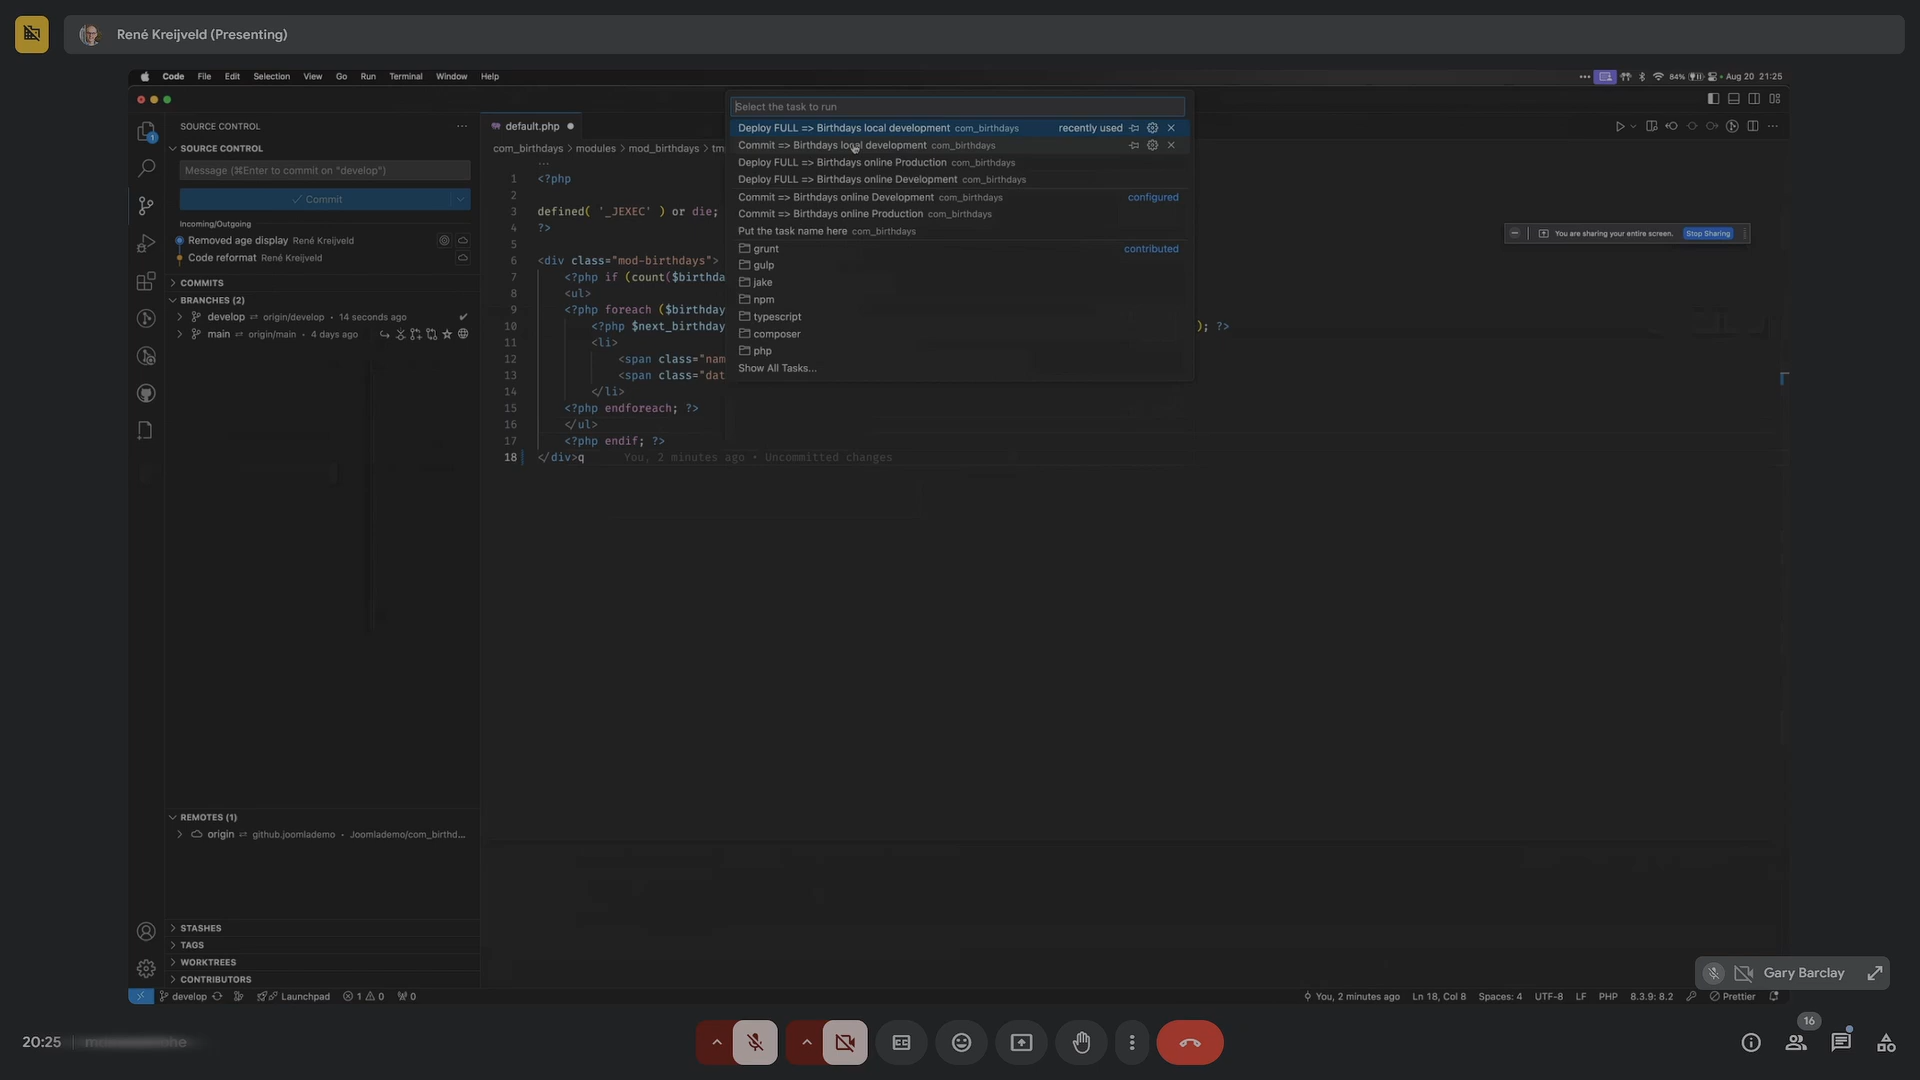 René Kreijveld (Presenting)
Code File Edit Selection View Go Run Terminal Window Help
84% Aug 20 21:25
Select the task to run
Deploy FULL => Birthdays local development com_birthdays recently used
Commit => Birthdays local development com_birthdays
Deploy FULL => Birthdays online Production com_birthdays
Deploy FULL => Birthdays online Development com_birthdays
Commit => Birthdays online Development com_birthdays configured
Commit => Birthdays online Production com_birthdays
Put the task name here com_birthdays
grunt contributed
gulp
jake
npm
typescript
composer
php
Show All Tasks...
SOURCE CONTROL
SOURCE CONTROL
Message (⌘Enter to commit on "develop")
Commit
Incoming/Outgoing
Removed age display René Kreijveld
Code reformat René Kreijveld
COMMITS
BRANCHES (2)
develop ⇄ origin/develop • 14 seconds ago
main ⇄ origin/main • 4 days ago
REMOTES (1)
origin ⇄ github.joomlademo • Joomlademo/com_birthd...
STASHES
TAGS
WORKTREES
CONTRIBUTORS
1
default.php
com_birthdays > modules > mod_birthdays >
...
1 <?php
2
3 defined( '_JEXEC' ) or die;
4 ?>
5
6 <div class="mod-birthdays">
7 <?php if (count($birthda
8 <ul>
9 <?php foreach ($birthday
10 <?php $next_birthday ); ?>
11 <li>
12 <span class="nam
13 <span class="dat
14 </li>
15 <?php endforeach; ?>
16 </ul>
17 <?php endif; ?>
18 </div>q You, 2 minutes ago • Uncommitted changes
You are sharing your entire screen. Stop Sharing
develop Launchpad 1 0 0
You, 2 minutes ago Ln 18, Col 8 Spaces: 4 UTF-8 LF PHP 8.3.9: 8.2 Prettier
Gary Barclay
20:25
16